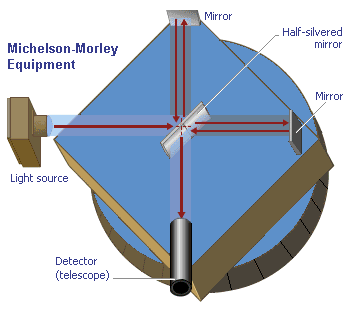 Mirror
Half-silvered
mirror
Michelson-Morley
Equipment
Mirror
Light source
Detector
(telescope)